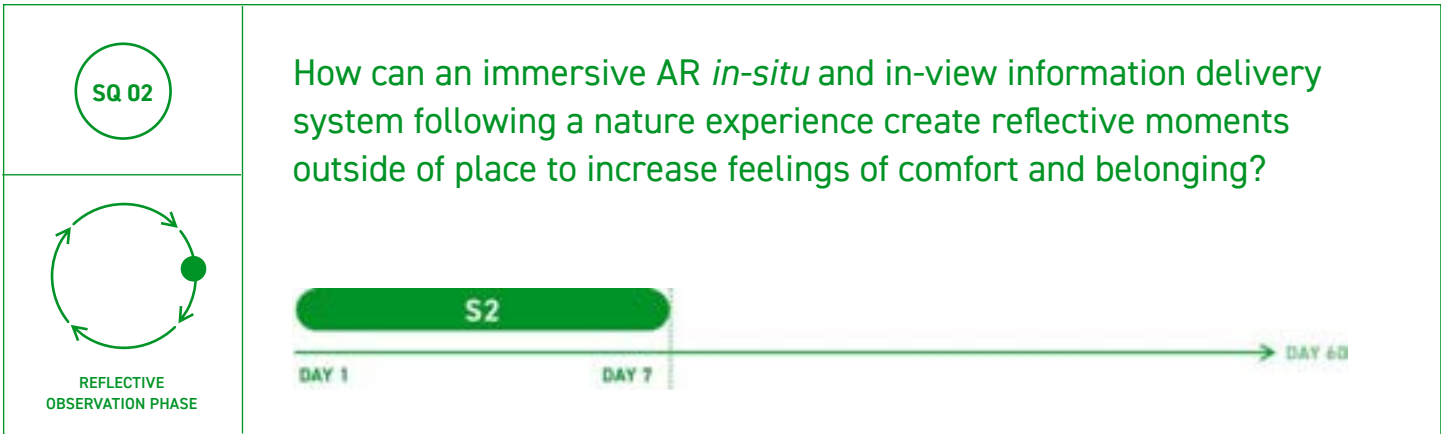 SQ 02
How can an immersive AR in-situ and in-view information delivery
system following a nature experience create reflective moments
outside of place to increase feelings of comfort and belonging?
REFLECTIVE
OBSERVATION PHASE
S2
DAY 1
DAY 7
DAY 60